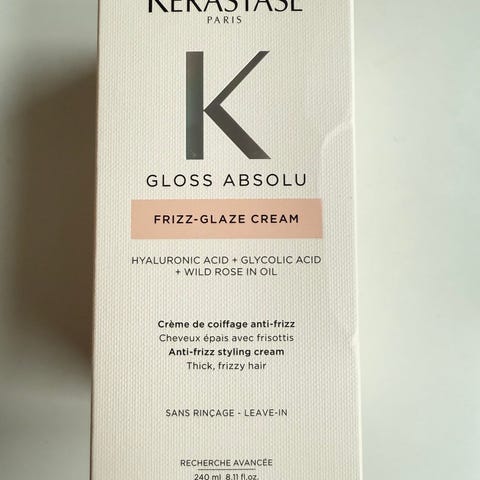 KÉRASTASE
PARIS
K
GLOSS ABSOLU
FRIZZ-GLAZE CREAM
HYALURONIC ACID + GLYCOLIC ACID
+ WILD ROSE IN OIL
Crème de coiffage anti-frizz
Cheveux épais avec frisottis
Anti-frizz styling cream
Thick, frizzy hair
SANS RINÇAGE - LEAVE-IN
RECHERCHE AVANCÉE
240 ml 8.11 fl.oz.